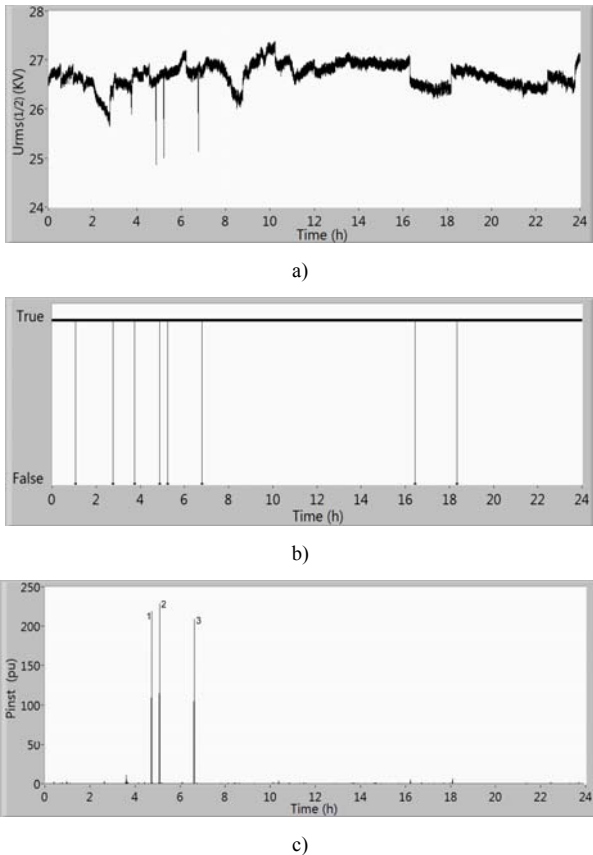 28
27
26
25
24
Urms(1/2) (KV)
0 2 4 6 8 10 12 14 16 18 20 22 24
Time (h)
a)
True
False
0 2 4 6 8 10 12 14 16 18 20 22 24
Time (h)
b)
250
200
150
100
50
0
Pinst (pu)
1 2 3
0 2 4 6 8 10 12 14 16 18 20 22 24
Time (h)
c)